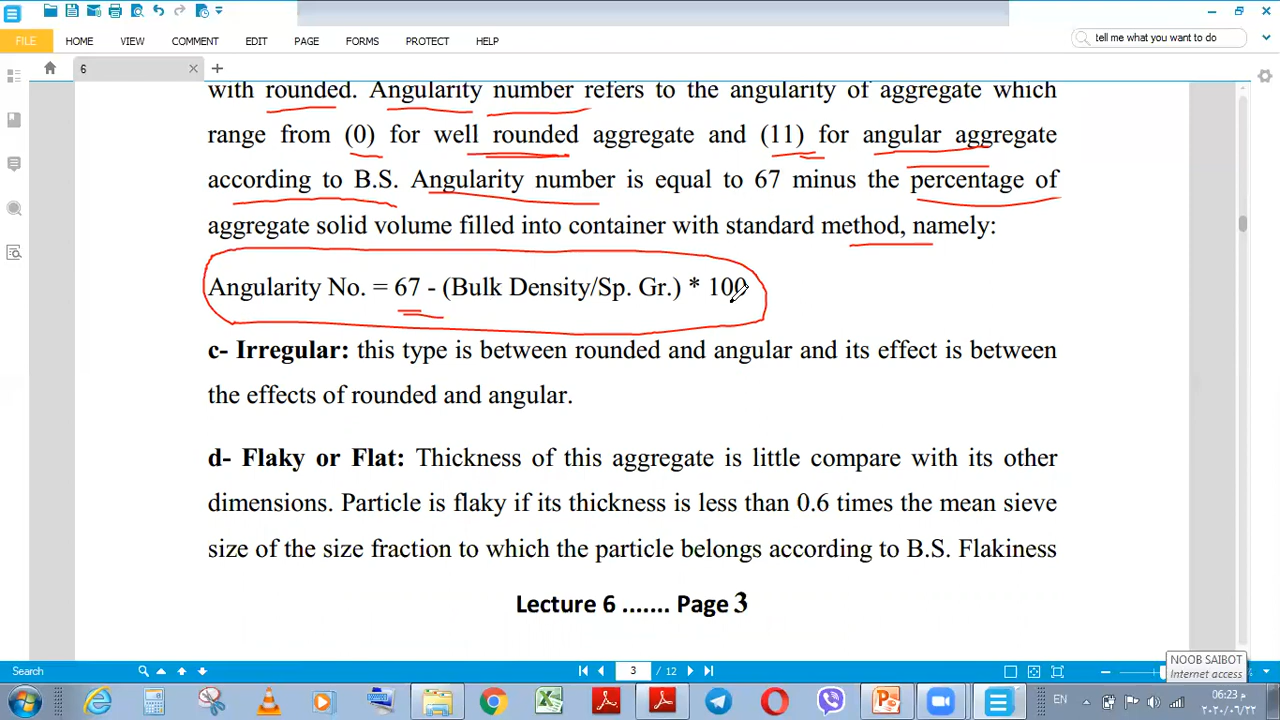 FILE HOME VIEW COMMENT EDIT PAGE FORMS PROTECT HELP tell me what you want to do
6
with rounded. Angularity number refers to the angularity of aggregate which
range from (0) for well rounded aggregate and (11) for angular aggregate
according to B.S. Angularity number is equal to 67 minus the percentage of
aggregate solid volume filled into container with standard method, namely:
Angularity No. = 67 - (Bulk Density/Sp. Gr.) * 100
c- Irregular: this type is between rounded and angular and its effect is between
the effects of rounded and angular.
d- Flaky or Flat: Thickness of this aggregate is little compare with its other
dimensions. Particle is flaky if its thickness is less than 0.6 times the mean sieve
size of the size fraction to which the particle belongs according to B.S. Flakiness
Lecture 6 ....... Page 3
Search 3 / 12
NOOB SAIBOT
Internet access
EN 06:23 م
٢٠٢٠/٠٦/٢٢